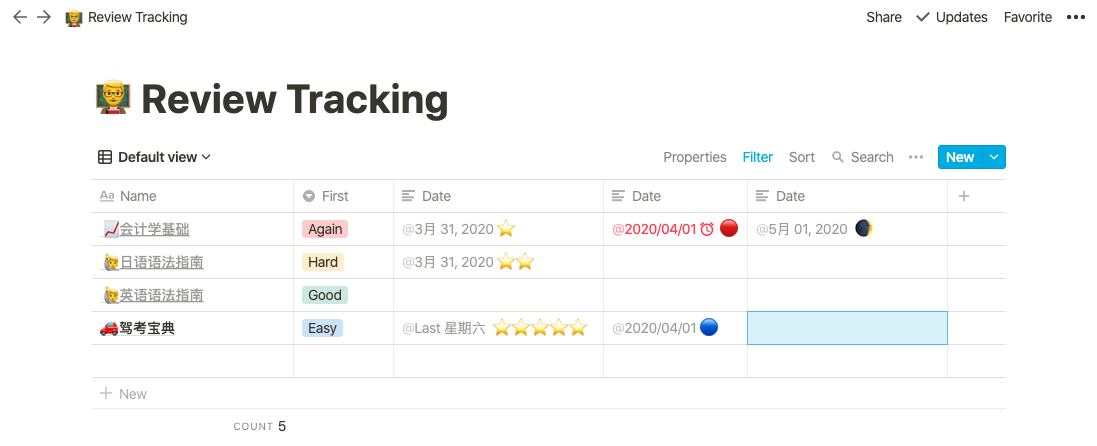 Review Tracking Share Updates Favorite
Review Tracking
Default view Properties Filter Sort Search New
Aa Name First Date Date Date
会计学基础 Again @3月 31, 2020 ⭐ @2020/04/01 ⏰ 🔴 @5月 01, 2020 🌒
日语语法指南 Hard @3月 31, 2020 ⭐⭐
英语语法指南 Good
驾考宝典 Easy @Last 星期六 ⭐⭐⭐⭐⭐ @2020/04/01 🔵
New
COUNT 5